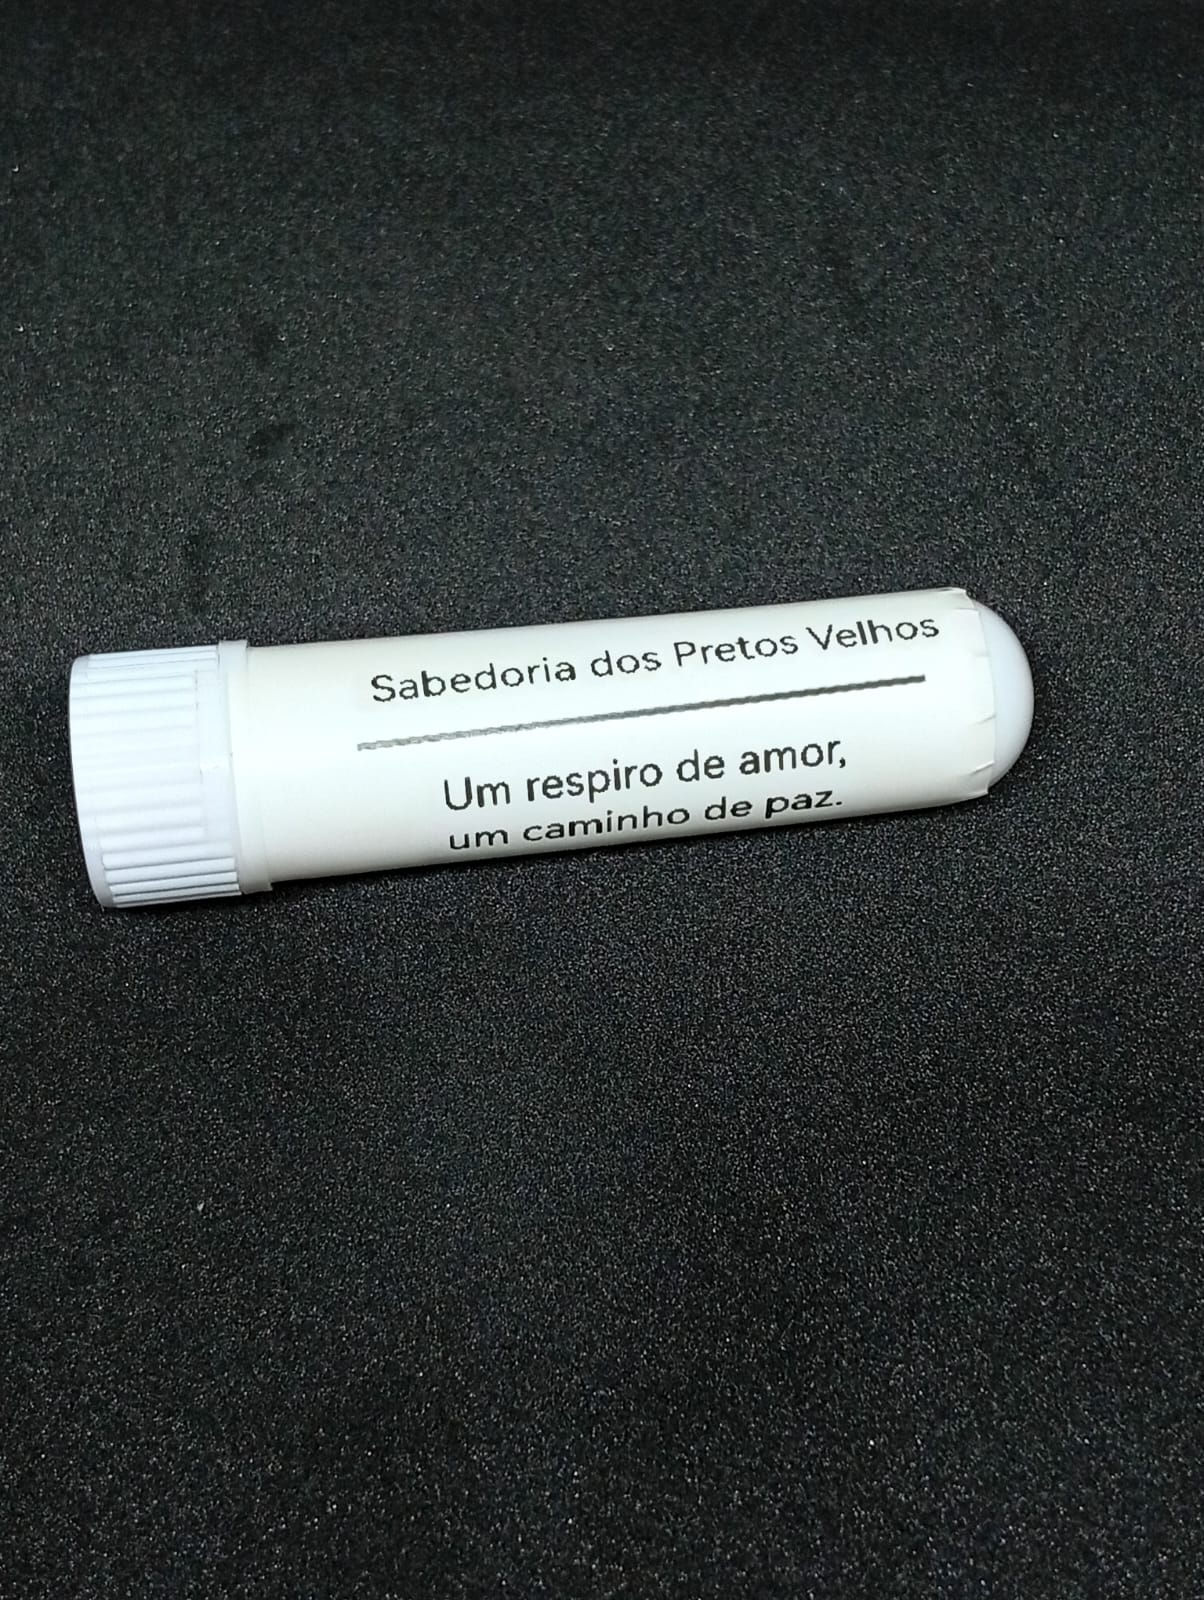 Sabedoria dos Pretos Velhos
Um respiro de amor,
um caminho de paz.